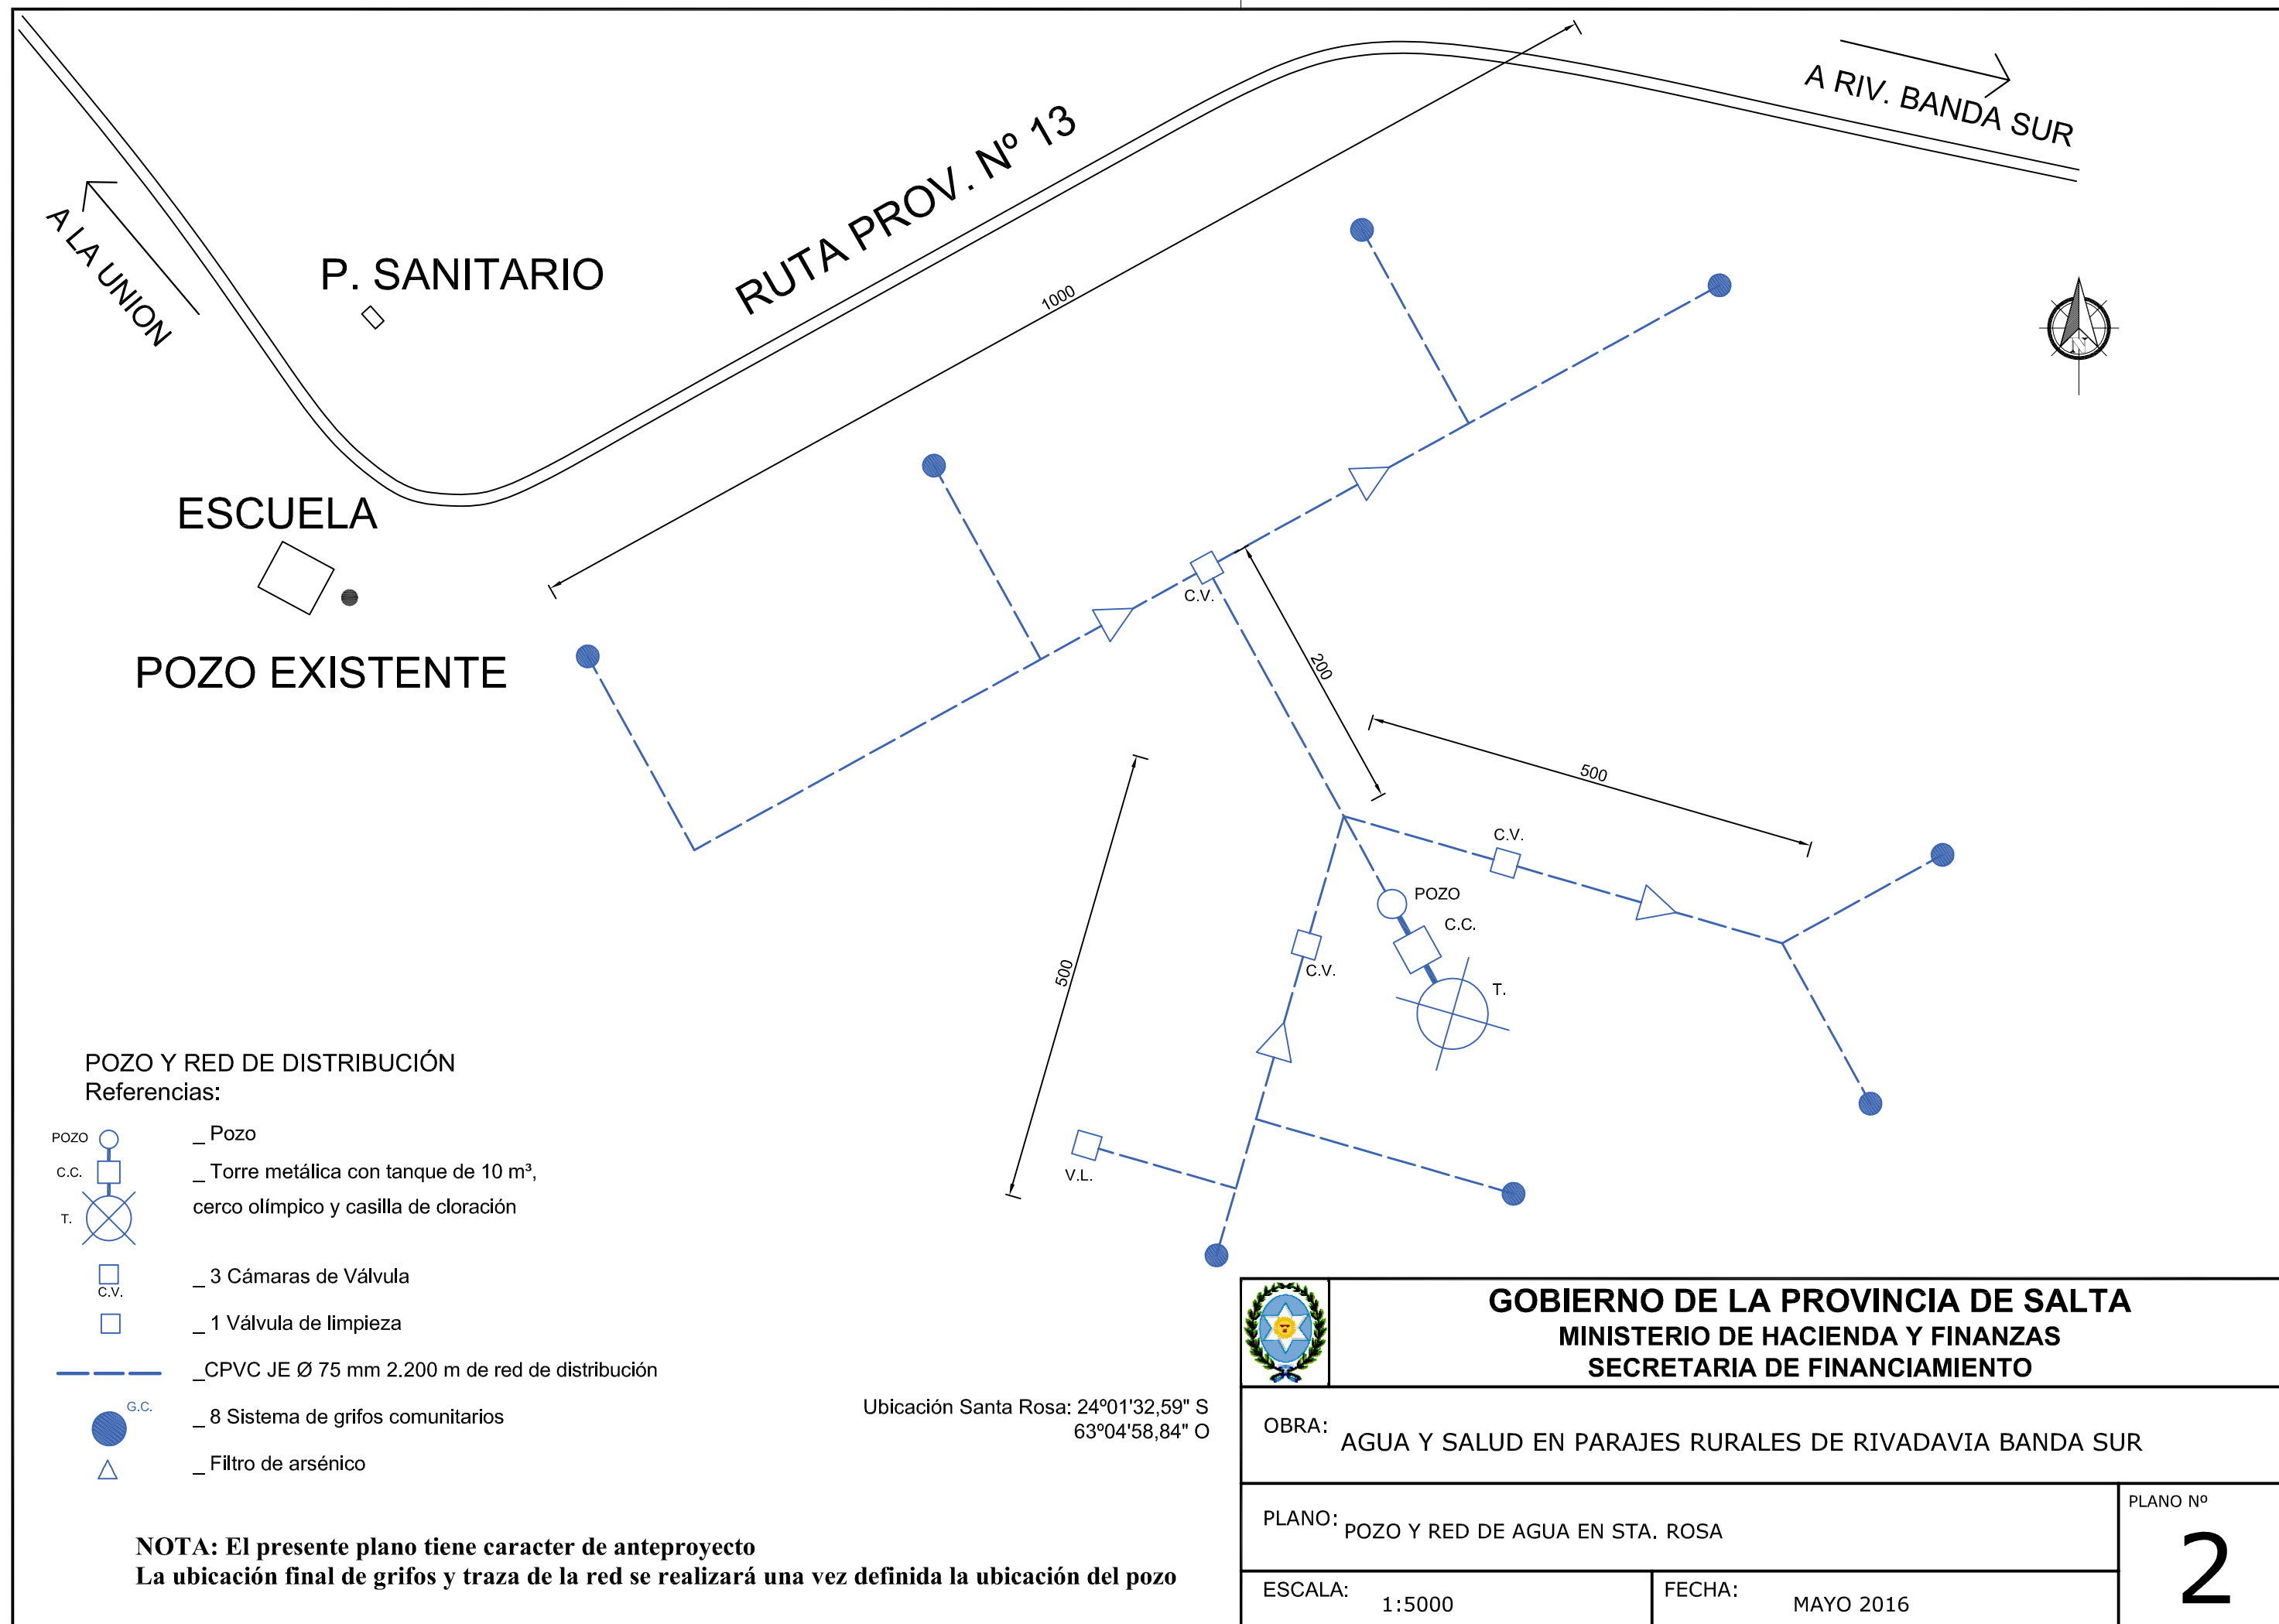 A RIV. BANDA SUR
RUTA PROV. Nº 13
A LA UNION
P. SANITARIO
1000
N
ESCUELA
POZO EXISTENTE
C.V.
200
500
C.V.
POZO
C.C.
C.V.
500
T.
V.L.
POZO Y RED DE DISTRIBUCIÓN
Referencias:
POZO _ Pozo
C.C. _ Torre metálica con tanque de 10 m³,
cerco olímpico y casilla de cloración
T.
_ 3 Cámaras de Válvula
C.V.
_ 1 Válvula de limpieza
_CPVC JE Ø 75 mm 2.200 m de red de distribución
G.C.
_ 8 Sistema de grifos comunitarios
_ Filtro de arsénico
Ubicación Santa Rosa: 24º01'32,59" S
63º04'58,84" O
NOTA: El presente plano tiene caracter de anteproyecto
La ubicación final de grifos y traza de la red se realizará una vez definida la ubicación del pozo
GOBIERNO DE LA PROVINCIA DE SALTA
MINISTERIO DE HACIENDA Y FINANZAS
SECRETARIA DE FINANCIAMIENTO
OBRA: AGUA Y SALUD EN PARAJES RURALES DE RIVADAVIA BANDA SUR
PLANO: POZO Y RED DE AGUA EN STA. ROSA
PLANO Nº
2
ESCALA: 1:5000
FECHA: MAYO 2016